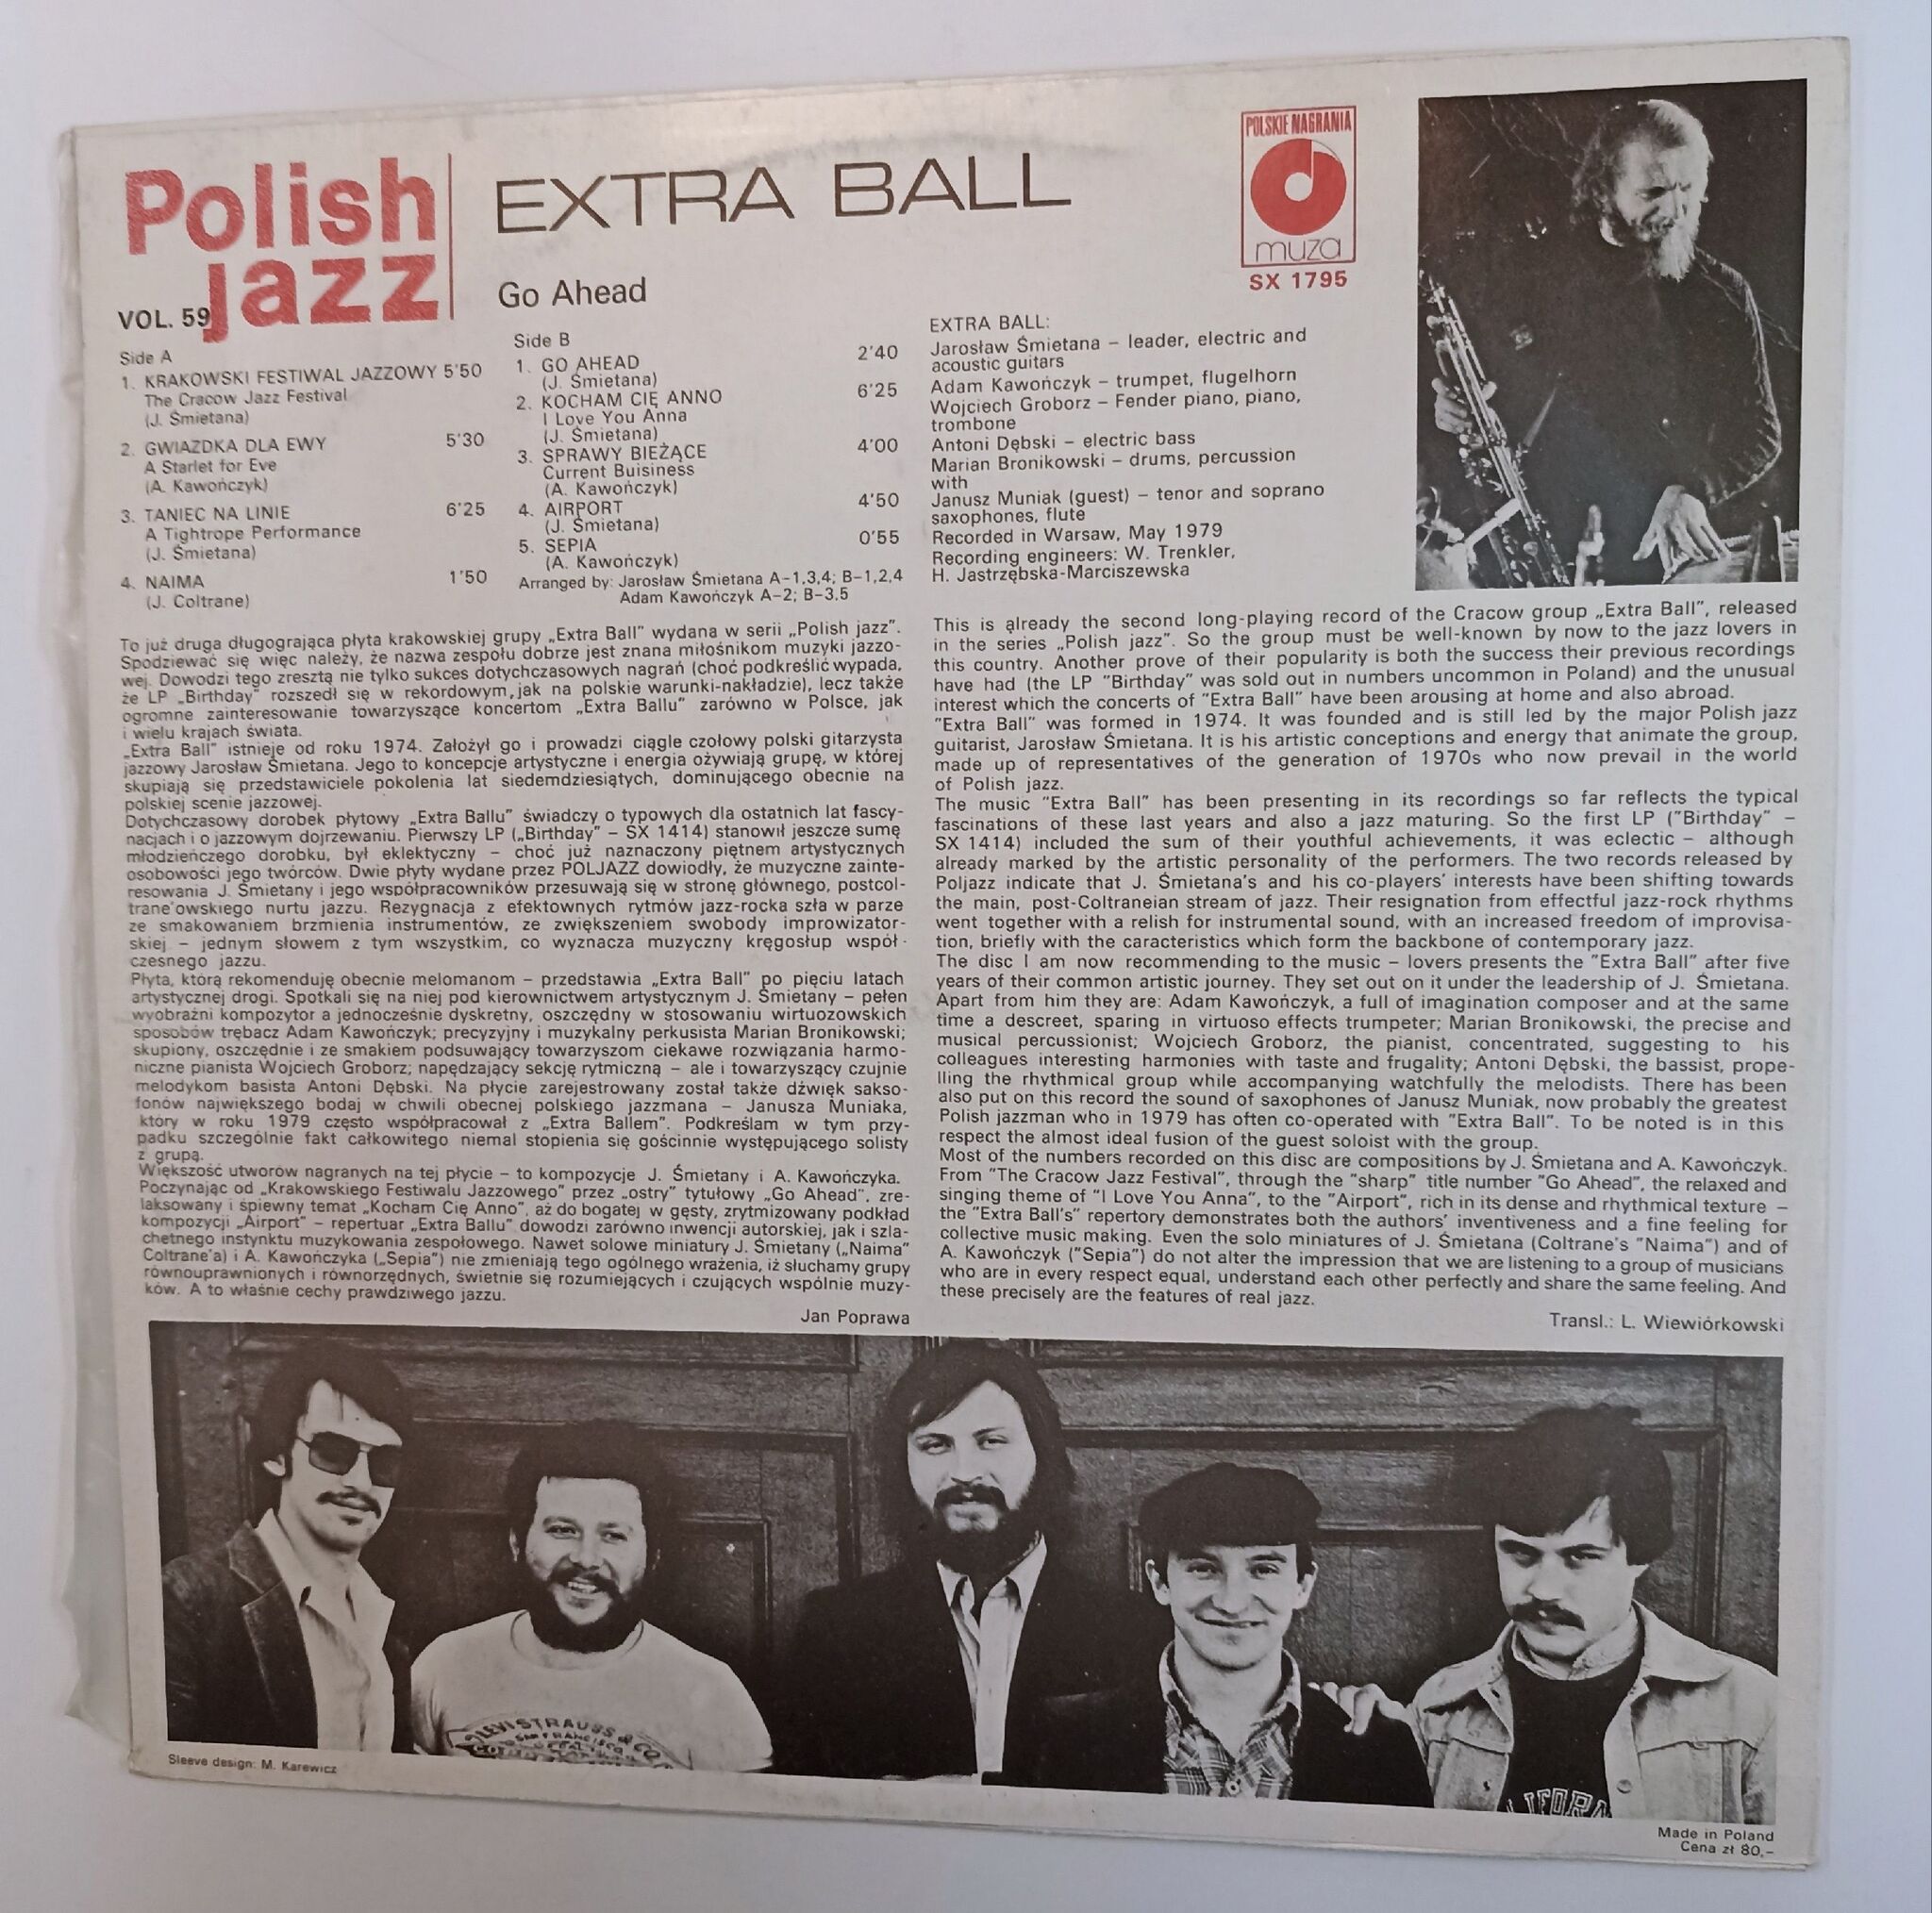 Polish
jazz
VOL. 59
EXTRA BALL
Go Ahead
POLSKIE NAGRANIA
muza
SX 1795
Side A
1. KRAKOWSKI FESTIWAL JAZZOWY 5'50
The Cracow Jazz Festival
(J. Śmietana)
2. GWIAZDKA DLA EWY 5'30
A Starlet for Eve
(A. Kawończyk)
3. TANIEC NA LINIE 6'25
A Tightrope Performance
(J. Śmietana)
4. NAIMA 1'50
(J. Coltrane)
Side B
1. GO AHEAD 2'40
(J. Śmietana)
2. KOCHAM CIĘ ANNO 6'25
I Love You Anna
(J. Śmietana)
3. SPRAWY BIEŻĄCE 4'00
Current Buisiness
(A. Kawończyk)
4. AIRPORT 4'50
(J. Śmietana)
5. SEPIA 0'55
(A. Kawończyk)
Arranged by: Jarosław Śmietana A–1,3,4; B–1,2,4
Adam Kawończyk A–2; B–3,5
EXTRA BALL:
Jarosław Śmietana – leader, electric and
acoustic guitars
Adam Kawończyk – trumpet, flugelhorn
Wojciech Groborz – Fender piano, piano,
trombone
Antoni Dębski – electric bass
Marian Bronikowski – drums, percussion
with
Janusz Muniak (guest) – tenor and soprano
saxophones, flute
Recorded in Warsaw, May 1979
Recording engineers: W. Trenkler,
H. Jastrzębska-Marciszewska
To już druga długogrająca płyta krakowskiej grupy „Extra Ball” wydana w serii „Polish jazz”.
Spodziewać się więc należy, że nazwa zespołu dobrze jest znana miłośnikom muzyki jazzo-
wej. Dowodzi tego zresztą nie tylko sukces dotychczasowych nagrań (choć podkreślić wypada,
że LP „Birthday” rozszedł się w rekordowym, jak na polskie warunki-nakładzie), lecz także
ogromne zainteresowanie towarzyszące koncertom „Extra Ballu” zarówno w Polsce, jak
i wielu krajach świata.
„Extra Ball” istnieje od roku 1974. Założył go i prowadzi ciągle czołowy polski gitarzysta
jazzowy Jarosław Śmietana. Jego to koncepcje artystyczne i energia ożywiają grupę, w której
skupiają się przedstawiciele pokolenia lat siedemdziesiątych, dominującego obecnie na
polskiej scenie jazzowej.
Dotychczasowy dorobek płytowy „Extra Ballu” świadczy o typowych dla ostatnich lat fascy-
nacjach i o jazzowym dojrzewaniu. Pierwszy LP („Birthday” – SX 1414) stanowił jeszcze sumę
młodzieńczego dorobku, był eklektyczny – choć już naznaczony piętnem artystycznych
osobowości jego twórców. Dwie płyty wydane przez POLJAZZ dowiodły, że muzyczne zainte-
resowania J. Śmietany i jego współpracowników przesuwają się w stronę głównego, postcol-
trane'owskiego nurtu jazzu. Rezygnacja z efektownych rytmów jazz-rocka szła w parze
ze smakowaniem brzmienia instrumentów, ze zwiększeniem swobody improwizator-
skiej – jednym słowem z tym wszystkim, co wyznacza muzyczny kręgosłup współ-
czesnego jazzu.
Płyta, którą rekomenduję obecnie melomanom – przedstawia „Extra Ball” po pięciu latach
artystycznej drogi. Spotkali się na niej pod kierownictwem artystycznym J. Śmietany – pełen
wyobraźni kompozytor a jednocześnie dyskretny, oszczędny w stosowaniu wirtuozowskich
sposobów trębacz Adam Kawończyk; precyzyjny i muzykalny perkusista Marian Bronikowski;
skupiony, oszczędnie i ze smakiem podsuwający towarzyszom ciekawe rozwiązania harmo-
niczne pianista Wojciech Groborz; napędzający sekcję rytmiczną – ale i towarzyszący czujnie
melodykom basista Antoni Dębski. Na płycie zarejestrowany został także dźwięk sakso-
fonów największego bodaj w chwili obecnej polskiego jazzmana – Janusza Muniaka,
który w roku 1979 często współpracował z „Extra Ballem”. Podkreślam w tym przy-
padku szczególnie fakt całkowitego niemal stopienia się gościnnie występującego solisty
z grupą.
Większość utworów nagranych na tej płycie – to kompozycje J. Śmietany i A. Kawończyka.
Poczynając od „Krakowskiego Festiwalu Jazzowego” przez „ostry” tytułowy „Go Ahead”, zre-
laksowany i śpiewny temat „Kocham Cię Anno”, aż do bogatej w gęsty, zrytmizowany podkład
kompozycji „Airport” – repertuar „Extra Ballu” dowodzi zarówno inwencji autorskiej, jak i szla-
chetnego instynktu muzykowania zespołowego. Nawet solowe miniatury J. Śmietany („Naima”
Coltrane'a) i A. Kawończyka („Sepia”) nie zmieniają tego ogólnego wrażenia, iż słuchamy grupy
równouprawnionych i równorzędnych, świetnie się rozumiejących i czujących wspólnie muzy-
ków. A to właśnie cechy prawdziwego jazzu.
Jan Poprawa
This is already the second long-playing record of the Cracow group „Extra Ball”, released
in the series „Polish jazz”. So the group must be well-known by now to the jazz lovers in
this country. Another prove of their popularity is both the success their previous recordings
have had (the LP "Birthday" was sold out in numbers uncommon in Poland) and the unusual
interest which the concerts of "Extra Ball" have been arousing at home and also abroad.
"Extra Ball" was formed in 1974. It was founded and is still led by the major Polish jazz
guitarist, Jarosław Śmietana. It is his artistic conceptions and energy that animate the group,
made up of representatives of the generation of 1970s who now prevail in the world
of Polish jazz.
The music "Extra Ball" has been presenting in its recordings so far reflects the typical
fascinations of these last years and also a jazz maturing. So the first LP ("Birthday" –
SX 1414) included the sum of their youthful achievements, it was eclectic – although
already marked by the artistic personality of the performers. The two records released by
Poljazz indicate that J. Śmietana's and his co-players' interests have been shifting towards
the main, post-Coltraneian stream of jazz. Their resignation from effectful jazz-rock rhythms
went together with a relish for instrumental sound, with an increased freedom of improvisa-
tion, briefly with the caracteristics which form the backbone of contemporary jazz.
The disc I am now recommending to the music – lovers presents the "Extra Ball" after five
years of their common artistic journey. They set out on it under the leadership of J. Śmietana.
Apart from him they are: Adam Kawończyk, a full of imagination composer and at the same
time a descreet, sparing in virtuoso effects trumpeter; Marian Bronikowski, the precise and
musical percussionist; Wojciech Groborz, the pianist, concentrated, suggesting to his
colleagues interesting harmonies with taste and frugality; Antoni Dębski, the bassist, prope-
lling the rhythmical group while accompanying watchfully the melodists. There has been
also put on this record the sound of saxophones of Janusz Muniak, now probably the greatest
Polish jazzman who in 1979 has often co-operated with "Extra Ball". To be noted is in this
respect the almost ideal fusion of the guest soloist with the group.
Most of the numbers recorded on this disc are compositions by J. Śmietana and A. Kawończyk.
From "The Cracow Jazz Festival", through the "sharp" title number "Go Ahead", the relaxed and
singing theme of "I Love You Anna", to the "Airport", rich in its dense and rhythmical texture –
the "Extra Ball's" repertory demonstrates both the authors' inventiveness and a fine feeling for
collective music making. Even the solo miniatures of J. Śmietana (Coltrane's "Naima") and of
A. Kawończyk ("Sepia") do not alter the impression that we are listening to a group of musicians
who are in every respect equal, understand each other perfectly and share the same feeling. And
these precisely are the features of real jazz.
Transl.: L. Wiewiórkowski
LEVI STRAUSS & CO
SAN FRANCISCO
Sleeve design: M. Karewicz
Made in Poland
Cena zł 80,–